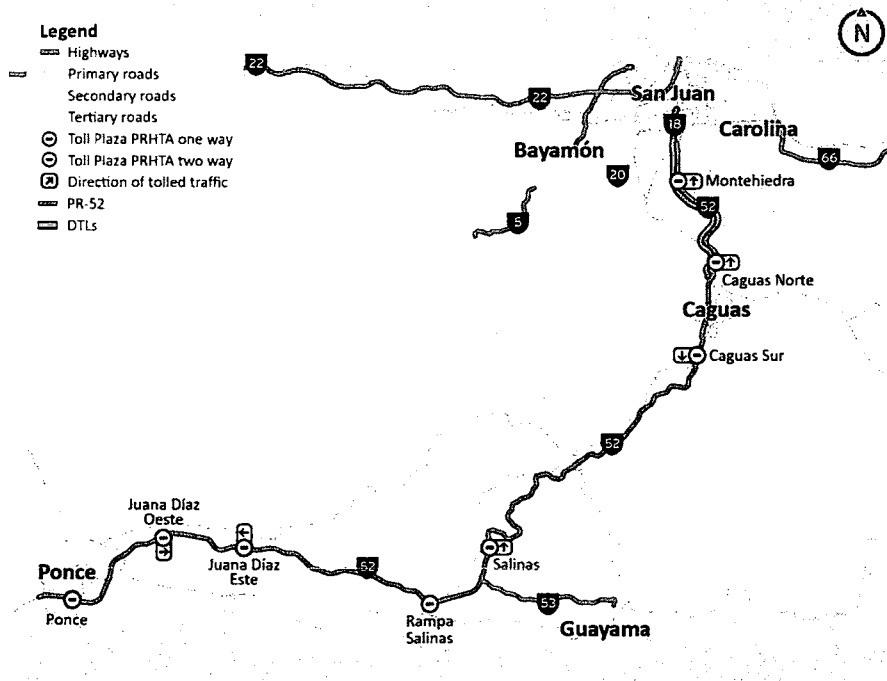 Legend
Highways
Primary roads
Secondary roads
Tertiary roads
Toll Plaza PRHTA one way
Toll Plaza PRHTA two way
Direction of tolled traffic
PR-52
DTLs
N
22
22
San Juan
18
Carolina
Bayamón
66
20
Montehiedra
52
5
Caguas Norte
Caguas
Caguas Sur
52
Juana Díaz
Oeste
Juana Díaz
Este
52
Salinas
Ponce
Ponce
Rampa
Salinas
53
Guayama